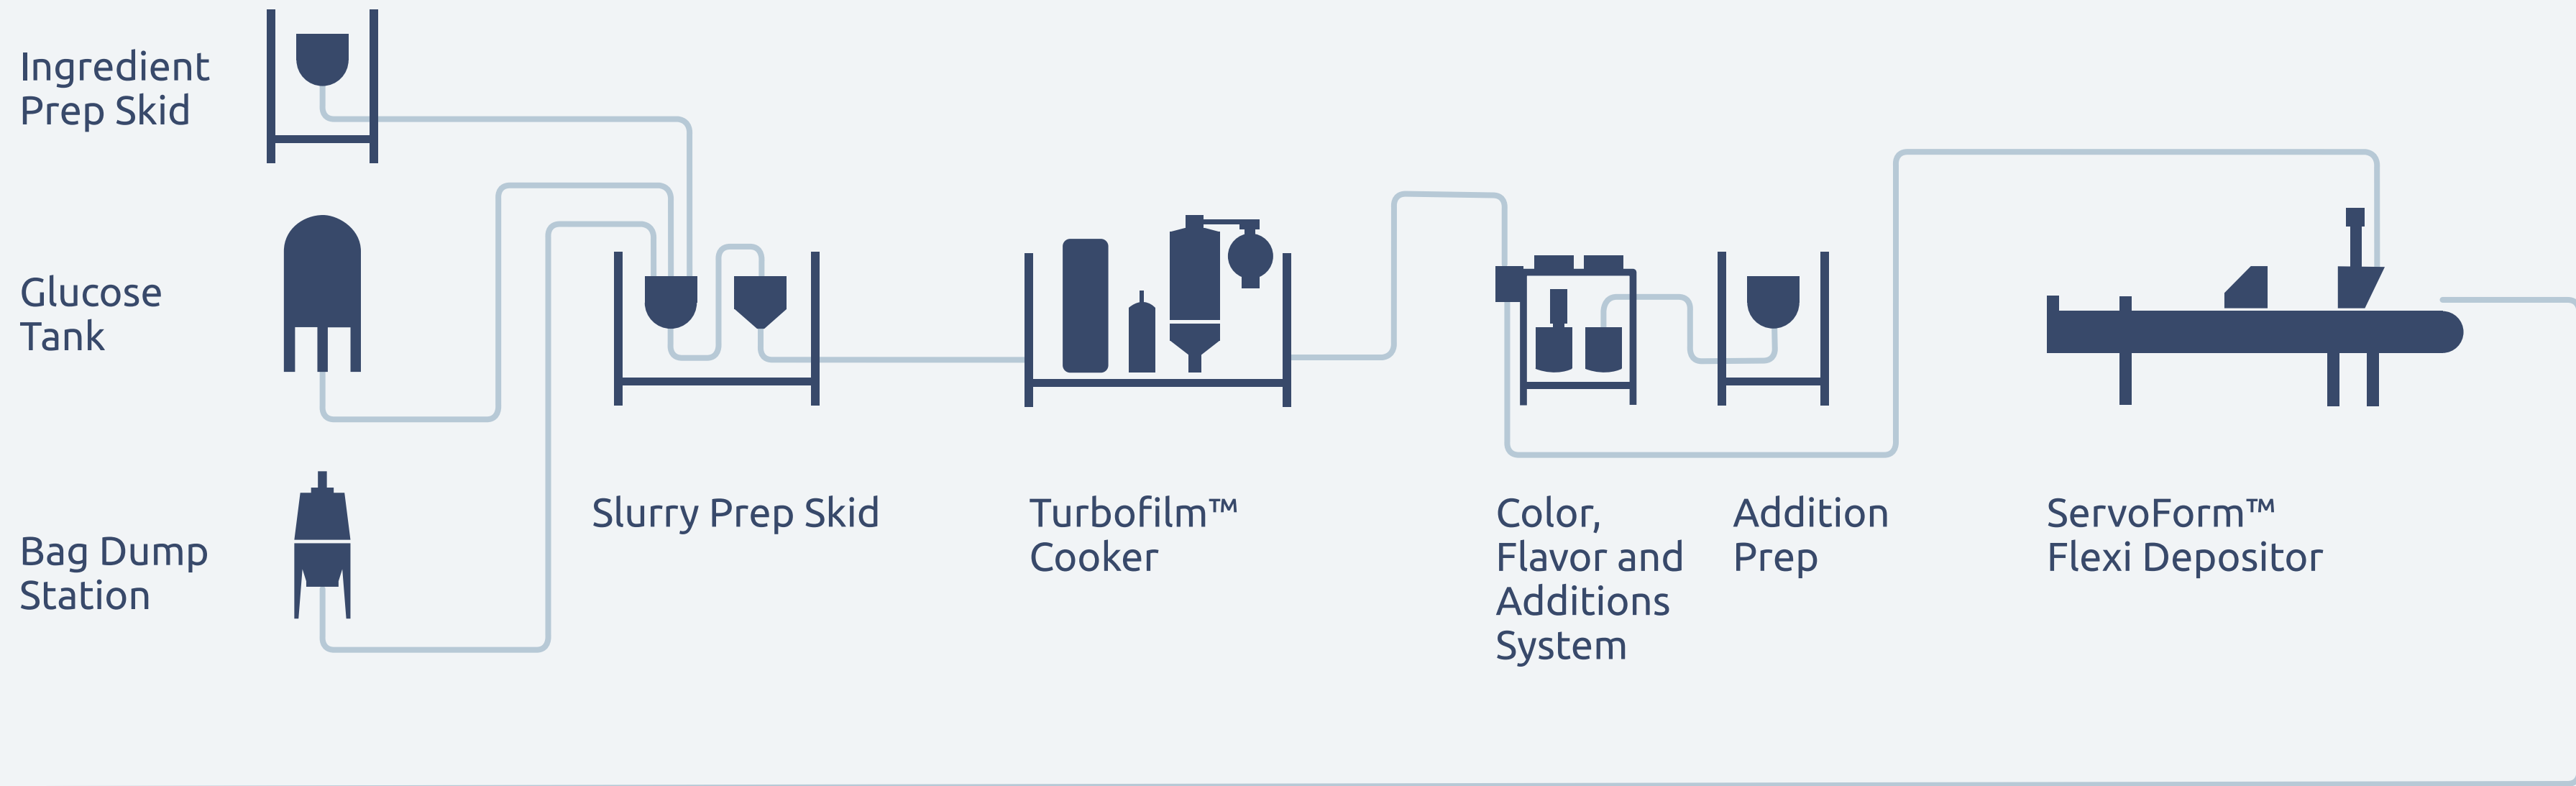 Ingredient
Prep Skid
Glucose
Tank
Bag Dump
Station
Slurry Prep Skid
Turbofilm™
Cooker
Color,
Flavor and
Additions
System
Addition
Prep
ServoForm™
Flexi Depositor